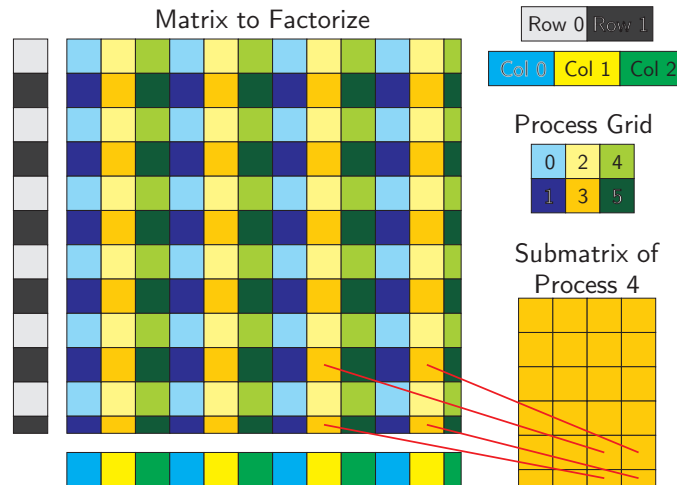 Matrix to Factorize
Row 0 Row 1
Col 0 Col 1 Col 2
Process Grid
0 2 4
1 3 5
Submatrix of
Process 4